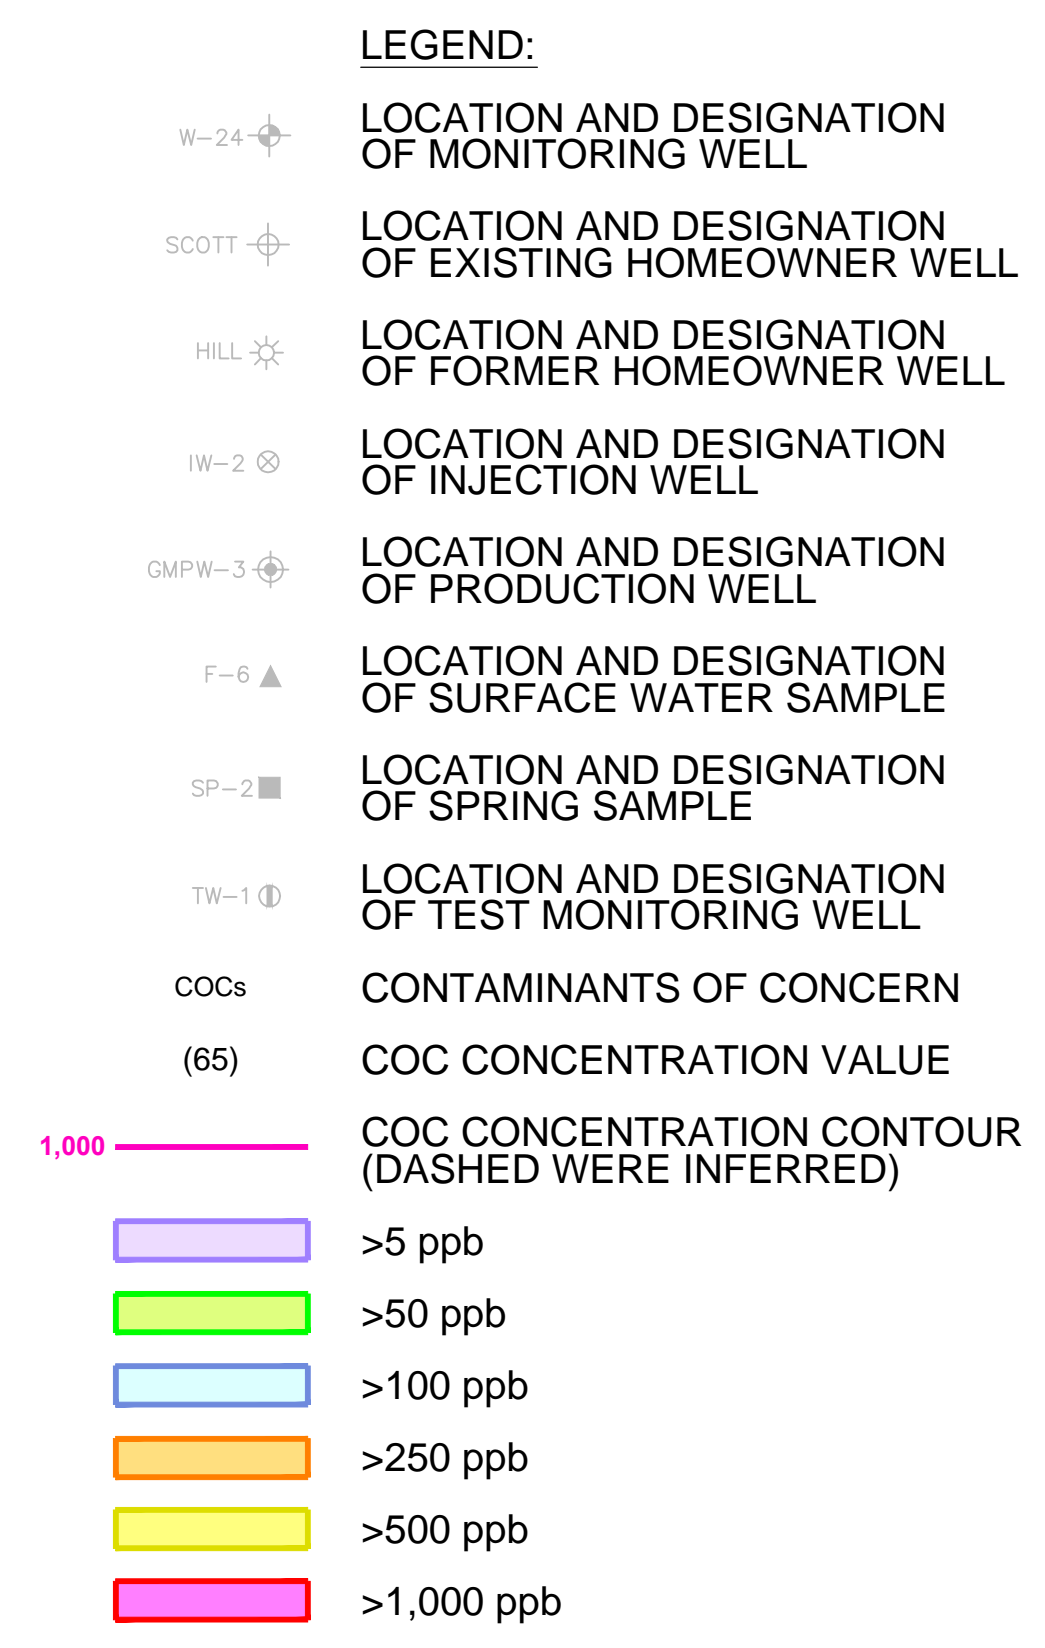 LEGEND:
W-24 LOCATION AND DESIGNATION
OF MONITORING WELL
SCOTT LOCATION AND DESIGNATION
OF EXISTING HOMEOWNER WELL
HILL LOCATION AND DESIGNATION
OF FORMER HOMEOWNER WELL
IW-2 LOCATION AND DESIGNATION
OF INJECTION WELL
GMPW-3 LOCATION AND DESIGNATION
OF PRODUCTION WELL
F-6 LOCATION AND DESIGNATION
OF SURFACE WATER SAMPLE
SP-2 LOCATION AND DESIGNATION
OF SPRING SAMPLE
TW-1 LOCATION AND DESIGNATION
OF TEST MONITORING WELL
COCs CONTAMINANTS OF CONCERN
(65) COC CONCENTRATION VALUE
1,000 COC CONCENTRATION CONTOUR
(DASHED WERE INFERRED)
>5 ppb
>50 ppb
>100 ppb
>250 ppb
>500 ppb
>1,000 ppb